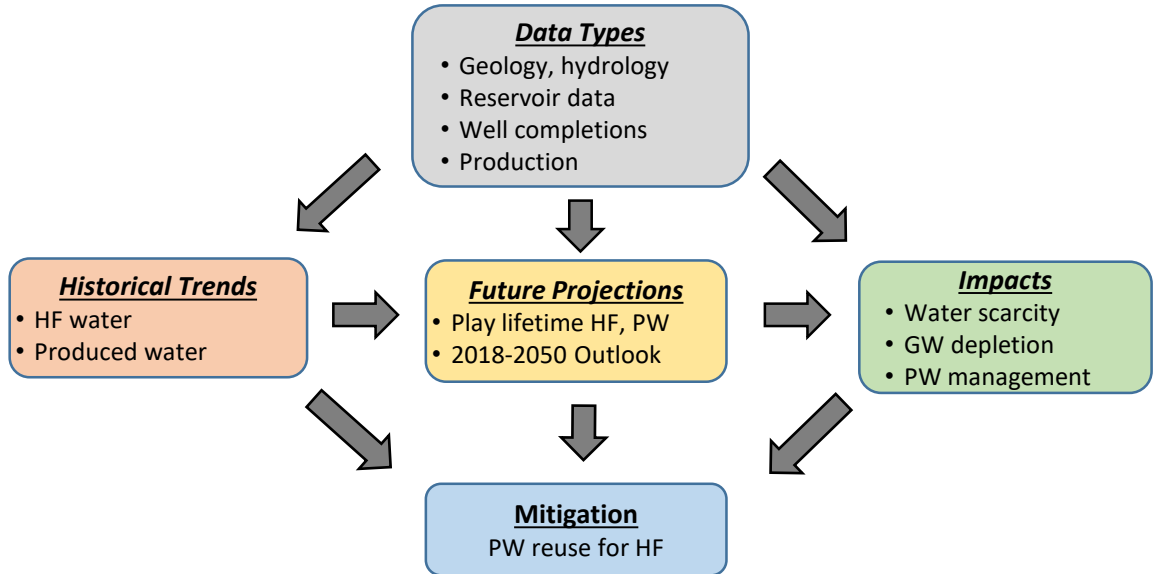 Data Types
• Geology, hydrology
• Reservoir data
• Well completions
• Production
Historical Trends
• HF water
• Produced water
Future Projections
• Play lifetime HF, PW
• 2018-2050 Outlook
Impacts
• Water scarcity
• GW depletion
• PW management
Mitigation
PW reuse for HF